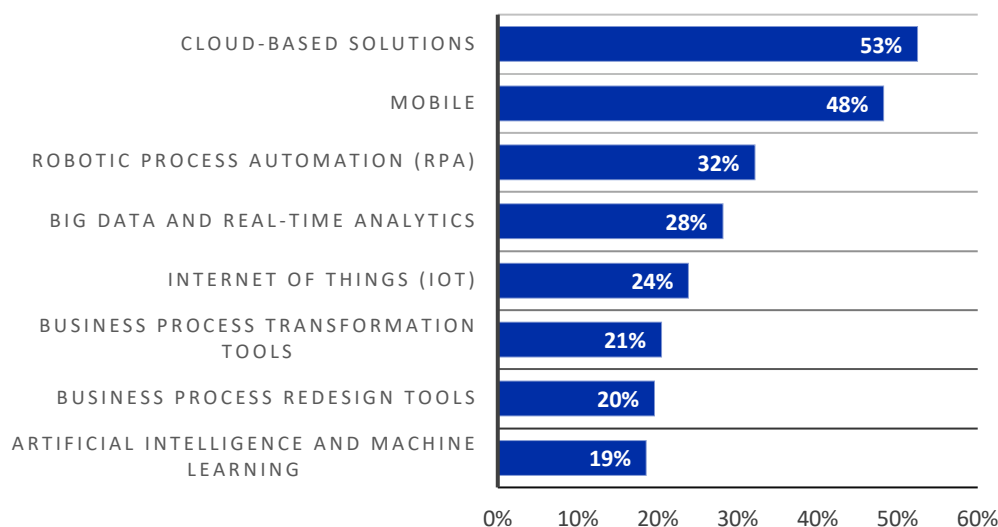 CLOUD-BASED SOLUTIONS
53%
MOBILE
48%
ROBOTIC PROCESS AUTOMATION (RPA)
32%
BIG DATA AND REAL-TIME ANALYTICS
28%
INTERNET OF THINGS (IOT)
24%
BUSINESS PROCESS TRANSFORMATION
TOOLS
21%
BUSINESS PROCESS REDESIGN TOOLS
20%
ARTIFICIAL INTELLIGENCE AND MACHINE
LEARNING
19%
0% 10% 20% 30% 40% 50% 60%